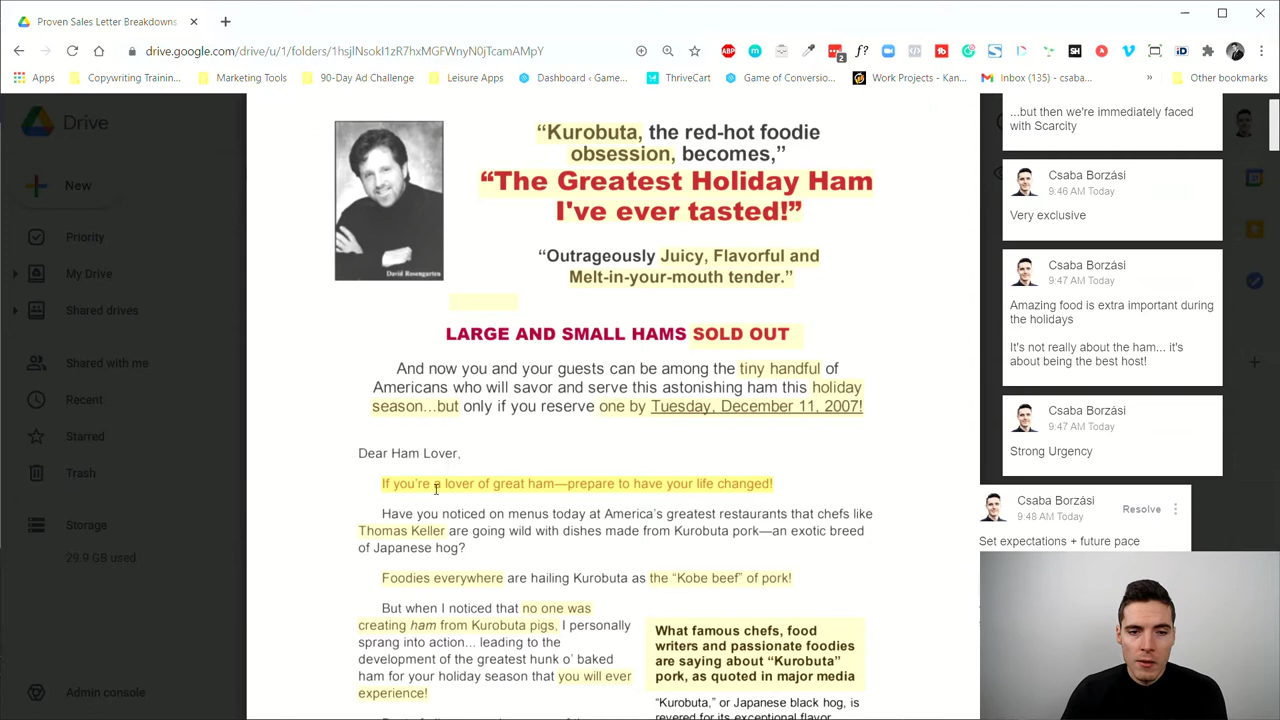 Proven Sales Letter Breakdowns
drive.google.com/drive/u/1/folders/1hsjlNsokI1zR7hxMGFWnyN0jTcamAMpY
Apps
Copywriting Trainin...
Marketing Tools
90-Day Ad Challenge
Leisure Apps
Dashboard ‹ Game...
ThriveCart
Game of Conversio...
Work Projects - Kan...
Inbox (135) - csaba...
»
Other bookmarks
Drive
New
Priority
My Drive
Shared drives
Shared with me
Recent
Starred
Trash
Storage
29.9 GB used
Admin console
David Rosengarten
“Kurobuta, the red-hot foodie
obsession, becomes,”
“The Greatest Holiday Ham
I've ever tasted!”
“Outrageously Juicy, Flavorful and
Melt-in-your-mouth tender.”
LARGE AND SMALL HAMS SOLD OUT
And now you and your guests can be among the tiny handful of
Americans who will savor and serve this astonishing ham this holiday
season...but only if you reserve one by Tuesday, December 11, 2007!
Dear Ham Lover,
If you’re a lover of great ham—prepare to have your life changed!
Have you noticed on menus today at America’s greatest restaurants that chefs like
Thomas Keller are going wild with dishes made from Kurobuta pork—an exotic breed
of Japanese hog?
Foodies everywhere are hailing Kurobuta as the “Kobe beef” of pork!
But when I noticed that no one was
creating ham from Kurobuta pigs, I personally
sprang into action... leading to the
development of the greatest hunk o’ baked
ham for your holiday season that you will ever
experience!
What famous chefs, food
writers and passionate foodies
are saying about “Kurobuta”
pork, as quoted in major media
“Kurobuta,” or Japanese black hog, is
revered for its exceptional flavor
...but then we're immediately faced
with Scarcity
Csaba Borzási
9:46 AM Today
Very exclusive
Csaba Borzási
9:47 AM Today
Amazing food is extra important during
the holidays
It's not really about the ham... it's
about being the best host!
Csaba Borzási
9:47 AM Today
Strong Urgency
Csaba Borzási
9:48 AM Today
Resolve
Set expectations + future pace